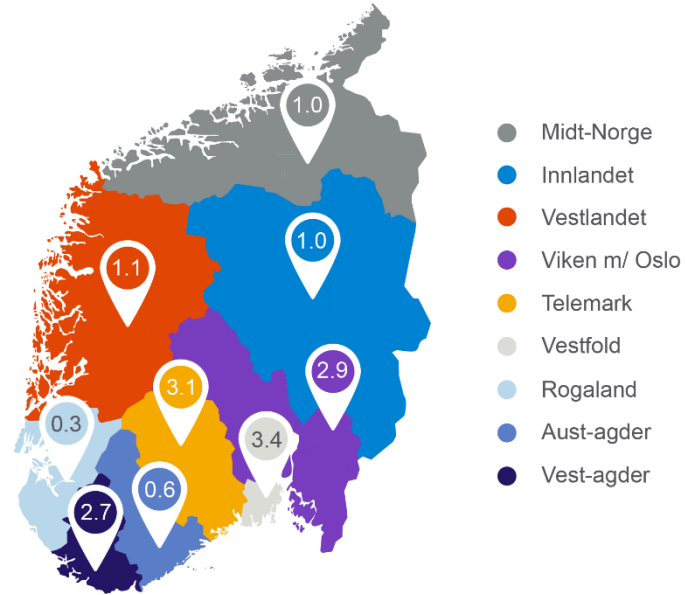 1.0
1.0
1.1
2.9
3.1
0.3
3.4
0.6
2.7
Midt-Norge
Innlandet
Vestlandet
Viken m/ Oslo
Telemark
Vestfold
Rogaland
Aust-agder
Vest-agder